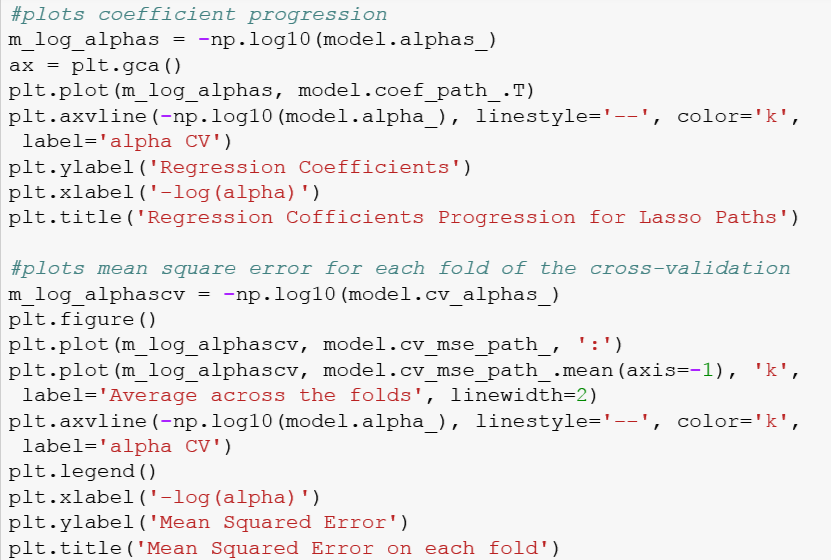 #plots coefficient progression
m_log_alphas = -np.log10(model.alphas_)
ax = plt.gca()
plt.plot(m_log_alphas, model.coef_path_.T)
plt.axvline(-np.log10(model.alpha_), linestyle='--', color='k',
label='alpha CV')
plt.ylabel('Regression Coefficients')
plt.xlabel('-log(alpha)')
plt.title('Regression Cofficients Progression for Lasso Paths')
#plots mean square error for each fold of the cross-validation
m_log_alphascv = -np.log10(model.cv_alphas_)
plt.figure()
plt.plot(m_log_alphascv, model.cv_mse_path_, ':')
plt.plot(m_log_alphascv, model.cv_mse_path_.mean(axis=-1), 'k',
label='Average across the folds', linewidth=2)
plt.axvline(-np.log10(model.alpha_), linestyle='--', color='k',
label='alpha CV')
plt.legend()
plt.xlabel('-log(alpha)')
plt.ylabel('Mean Squared Error')
plt.title('Mean Squared Error on each fold')